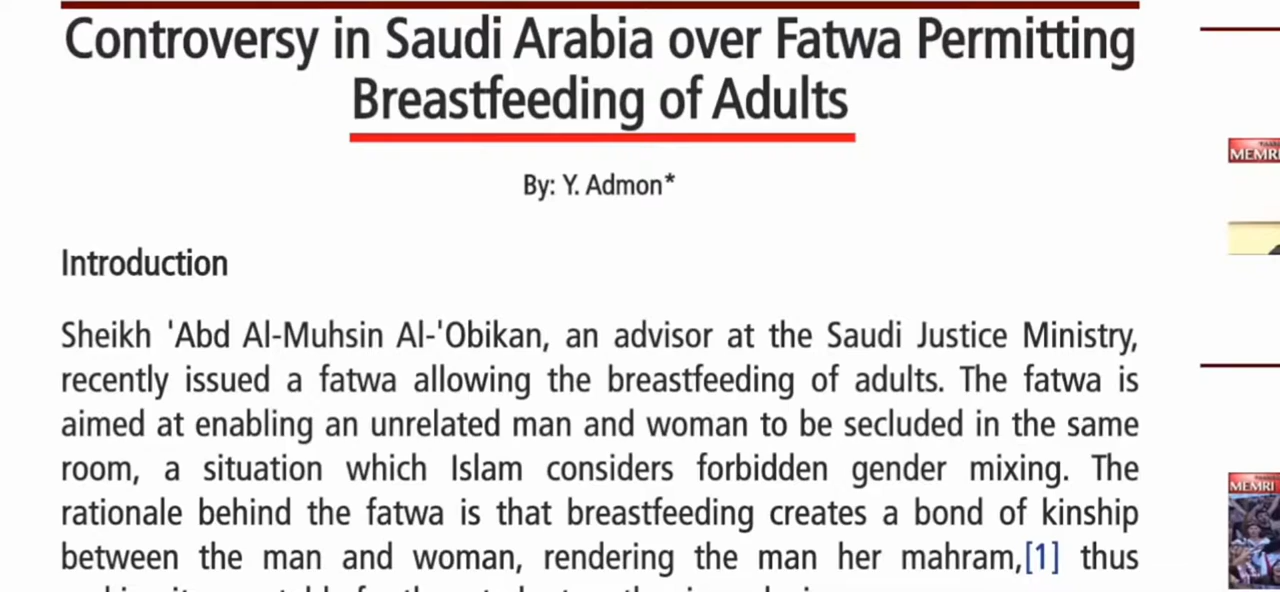 Controversy in Saudi Arabia over Fatwa Permitting
Breastfeeding of Adults
By: Y. Admon*
Introduction
Sheikh 'Abd Al-Muhsin Al-'Obikan, an advisor at the Saudi Justice Ministry,
recently issued a fatwa allowing the breastfeeding of adults. The fatwa is
aimed at enabling an unrelated man and woman to be secluded in the same
room, a situation which Islam considers forbidden gender mixing. The
rationale behind the fatwa is that breastfeeding creates a bond of kinship
between the man and woman, rendering the man her mahram,[1] thus
MEMRI
MEMRI